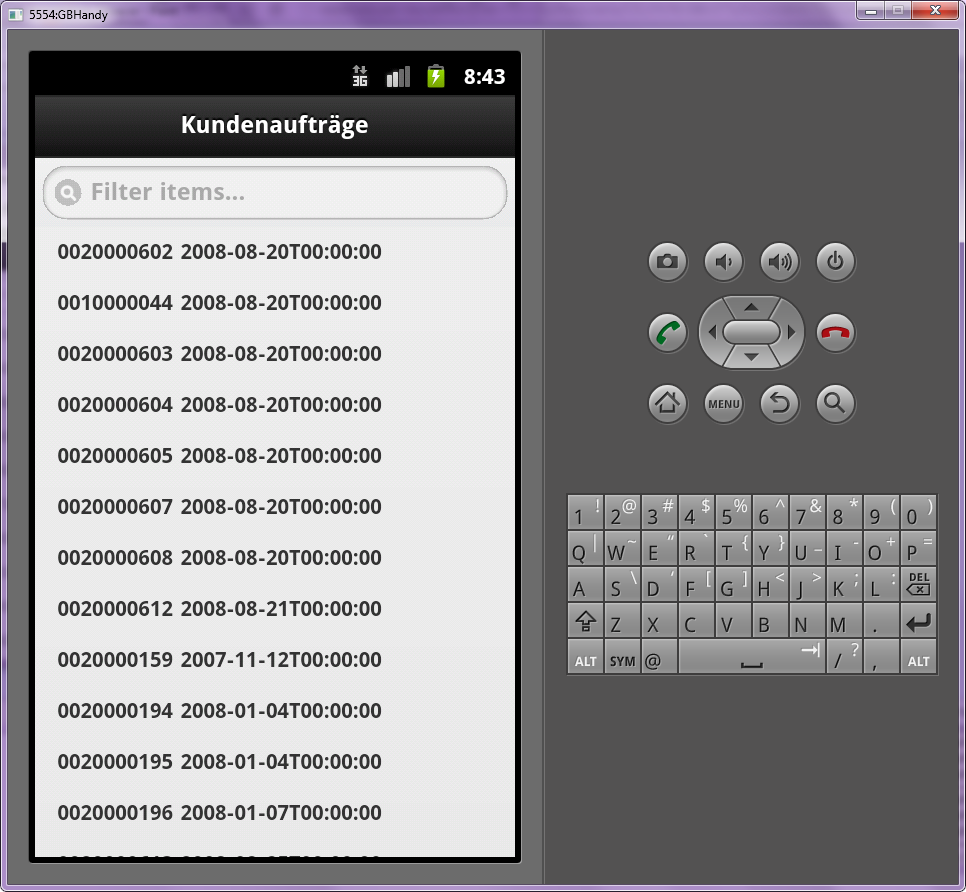 5554:GBHandy
3G 8:43
Kundenaufträge
Filter items...
0020000602 2008-08-20T00:00:00
0010000044 2008-08-20T00:00:00
0020000603 2008-08-20T00:00:00
0020000604 2008-08-20T00:00:00
0020000605 2008-08-20T00:00:00
0020000607 2008-08-20T00:00:00
0020000608 2008-08-20T00:00:00
0020000612 2008-08-21T00:00:00
0020000159 2007-11-12T00:00:00
0020000194 2008-01-04T00:00:00
0020000195 2008-01-04T00:00:00
0020000196 2008-01-07T00:00:00
MENU
1 ! 2 @ 3 # 4 $ 5 % 6 ^ 7 & 8 * 9 ( 0 )
Q | W ~ E “ R ` T { Y } U _ I - O + P =
A S \ D ‘ F [ G ] H < J > K ; L : DEL
Z X C V B N M .
ALT SYM @ / ? , ALT